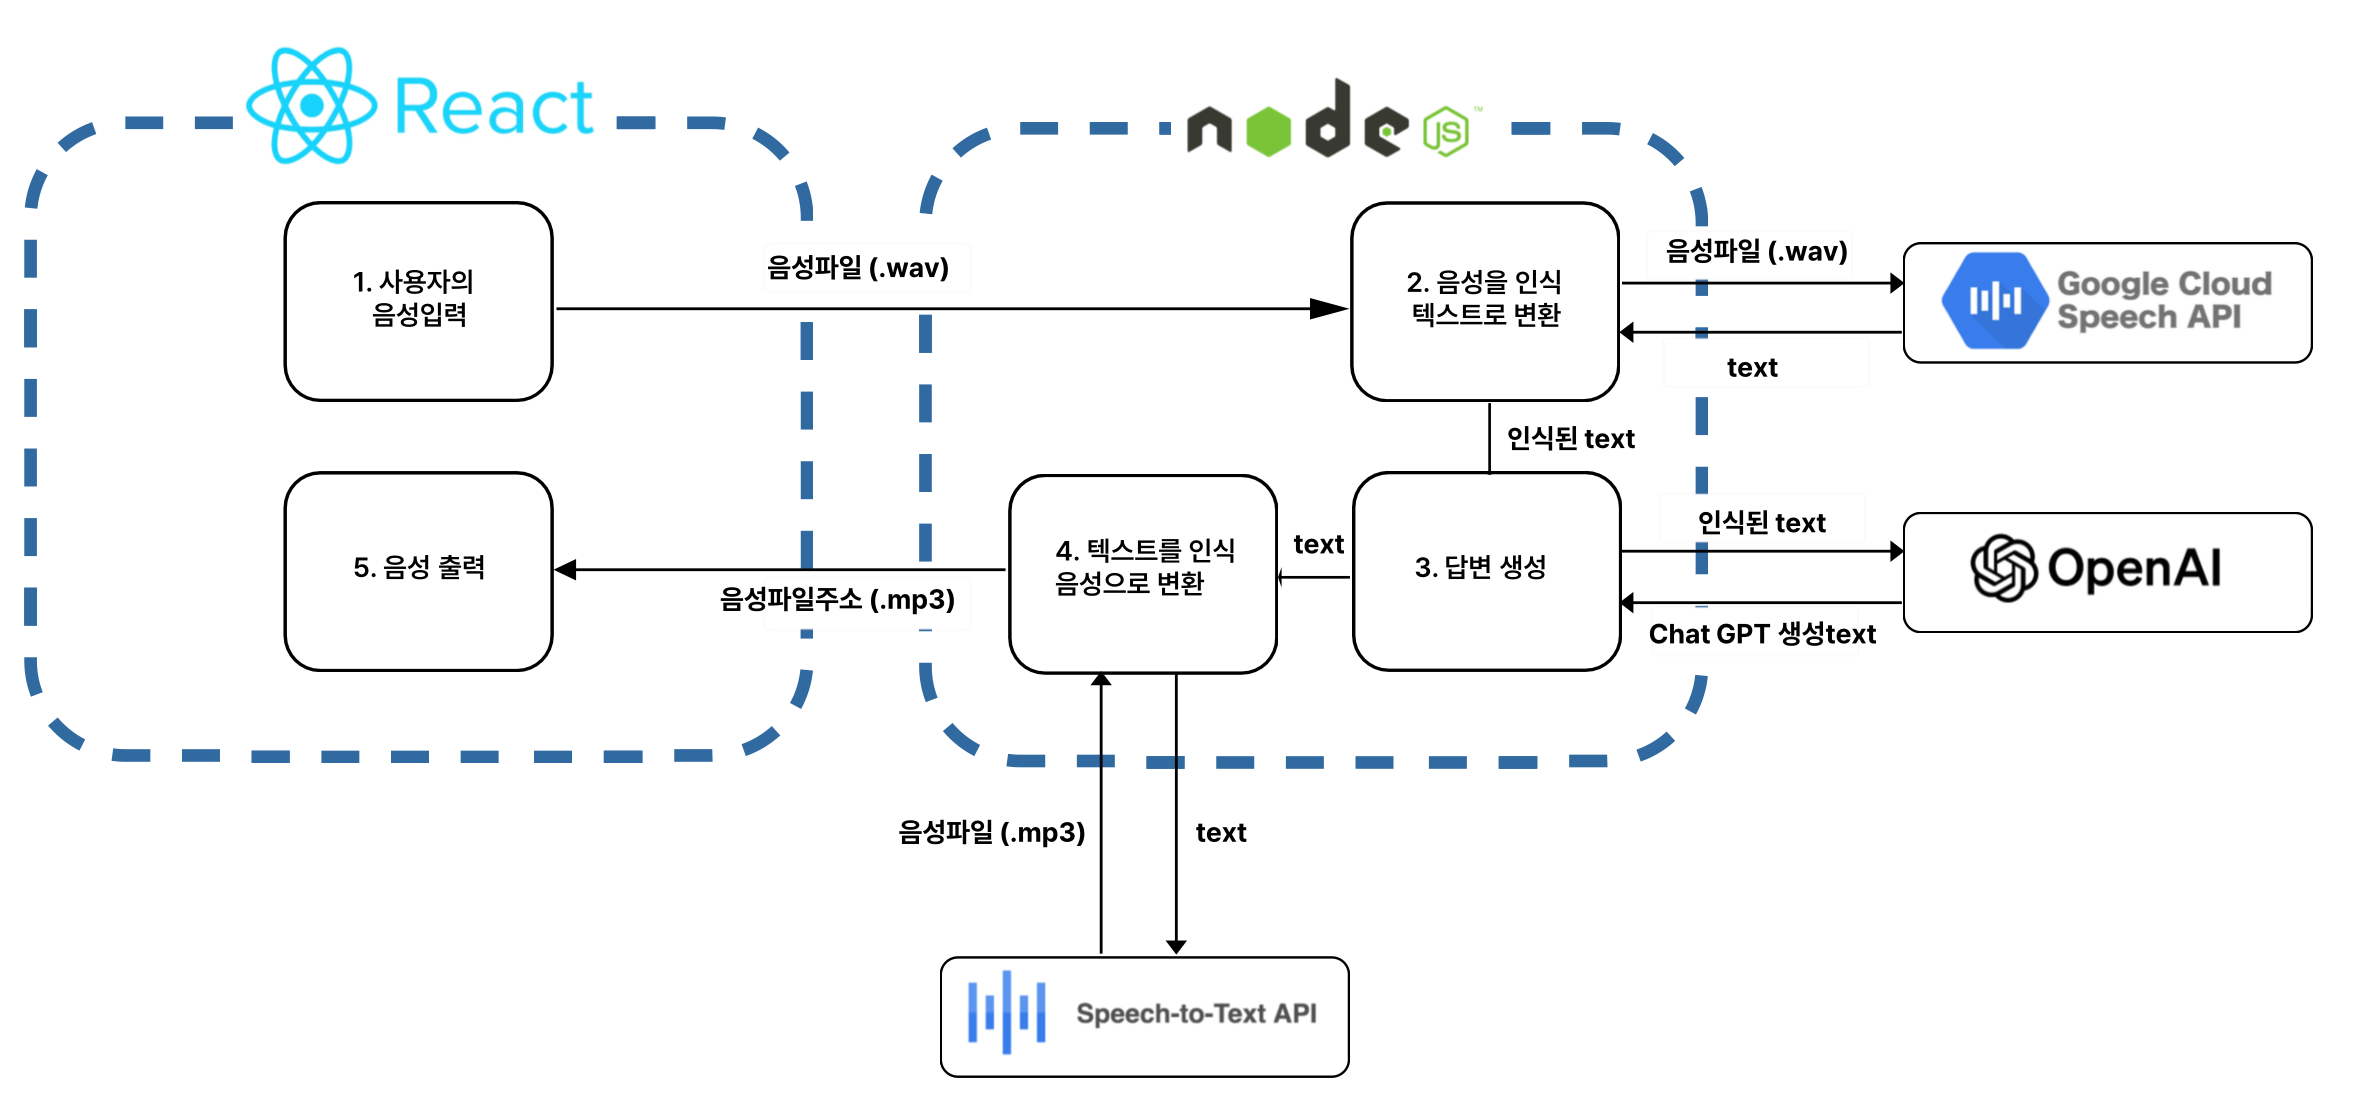 React
node
JS
TM
1. 사용자의
음성입력
음성파일 (.wav)
2. 음성을 인식
텍스트로 변환
음성파일 (.wav)
Google Cloud
Speech API
text
인식된 text
5. 음성 출력
음성파일주소 (.mp3)
4. 텍스트를 인식
음성으로 변환
text
3. 답변 생성
인식된 text
OpenAI
Chat GPT 생성text
음성파일 (.mp3)
text
Speech-to-Text API